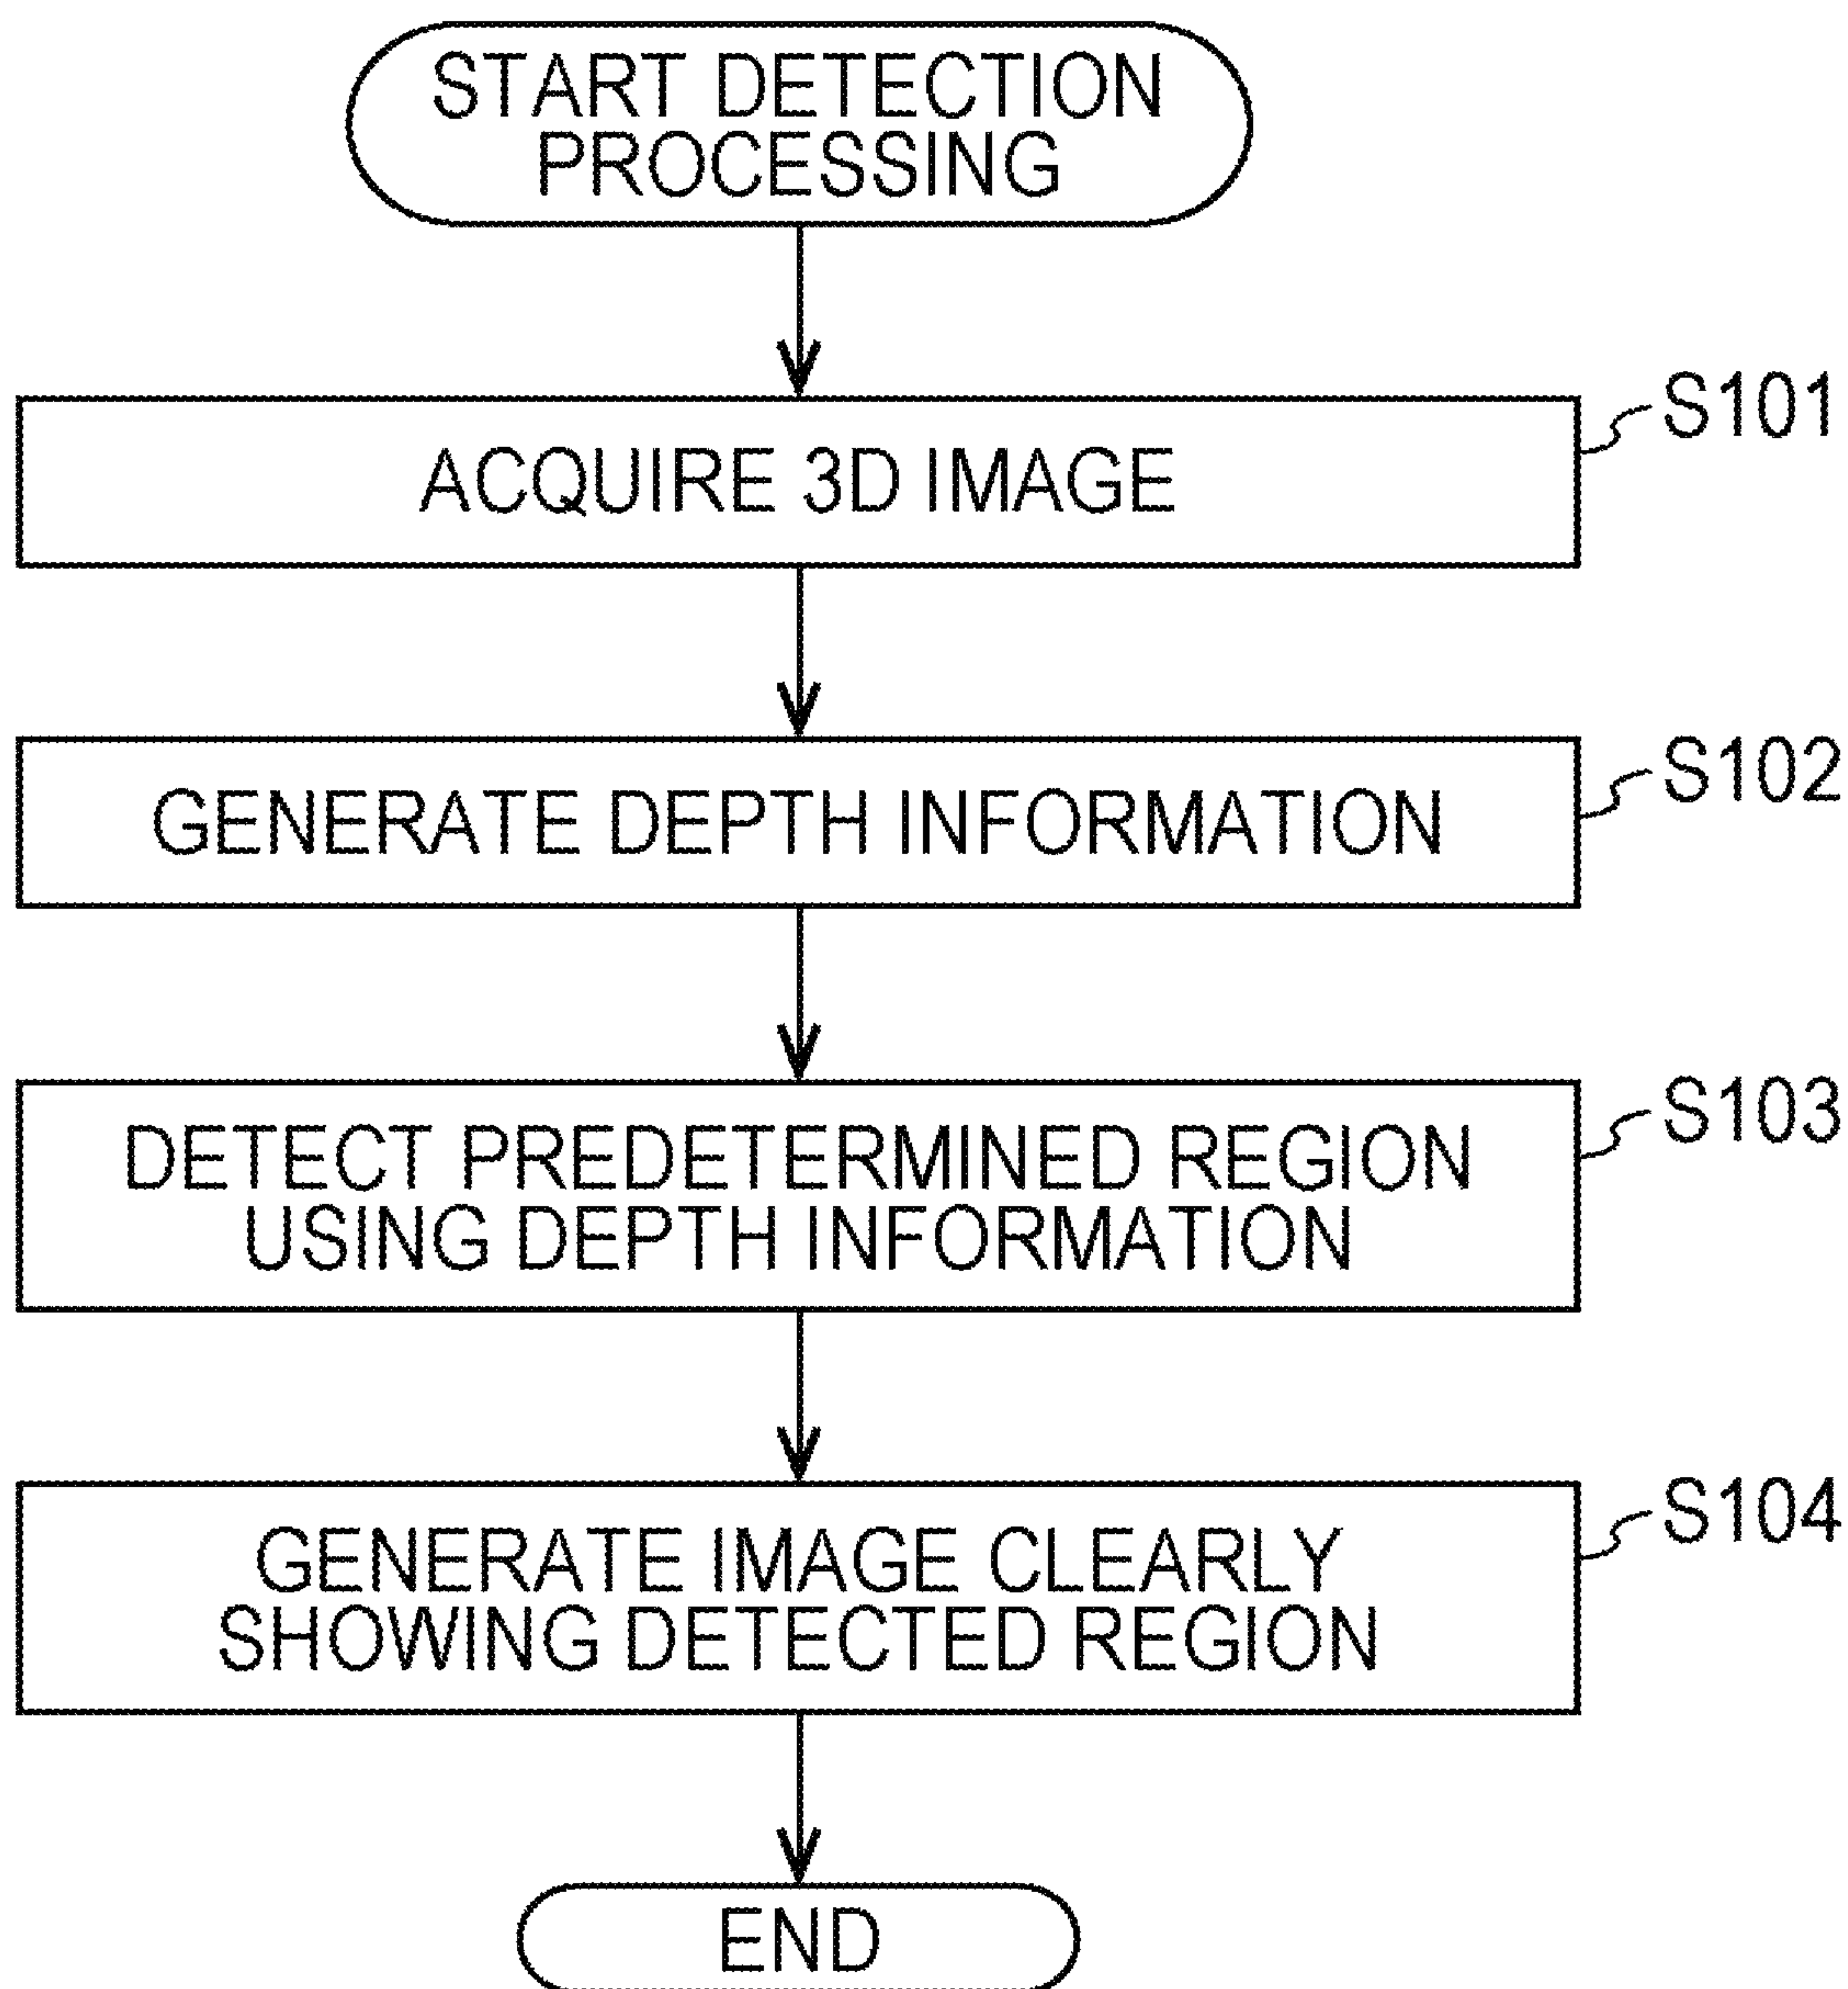 START DETECTION
PROCESSING
S101
ACQUIRE 3D IMAGE
S102
GENERATE DEPTH INFORMATION
S103
DETECT PREDETERMINED REGION
USING DEPTH INFORMATION
S104
GENERATE IMAGE CLEARLY
SHOWING DETECTED REGION
END